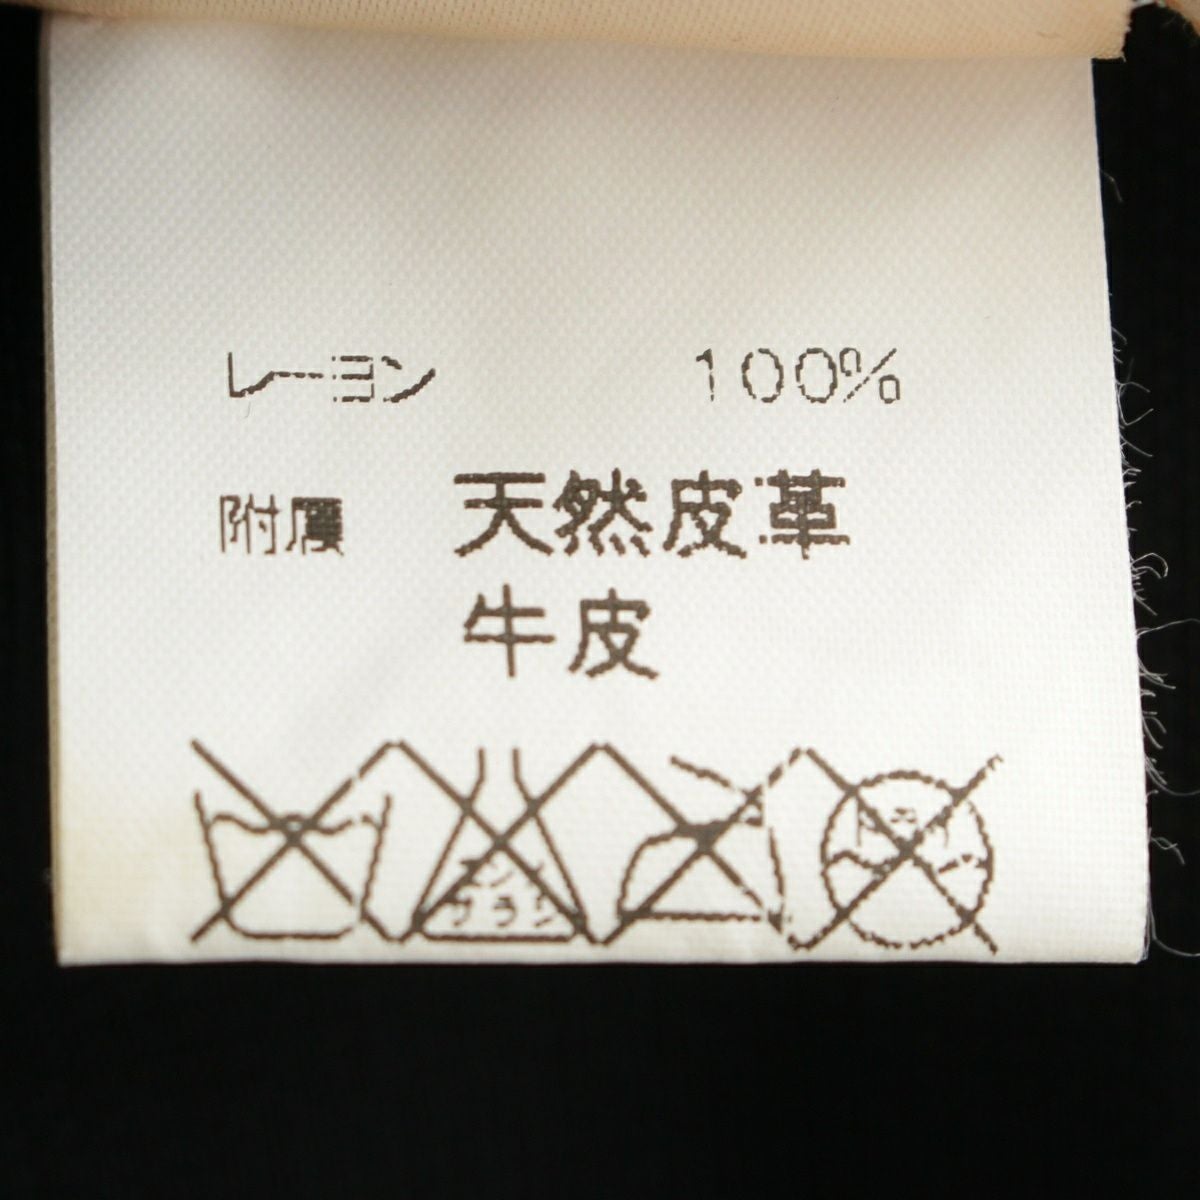 レーヨン 100%
附属 天然皮革
牛皮
エンソ
サラシ
ドライ